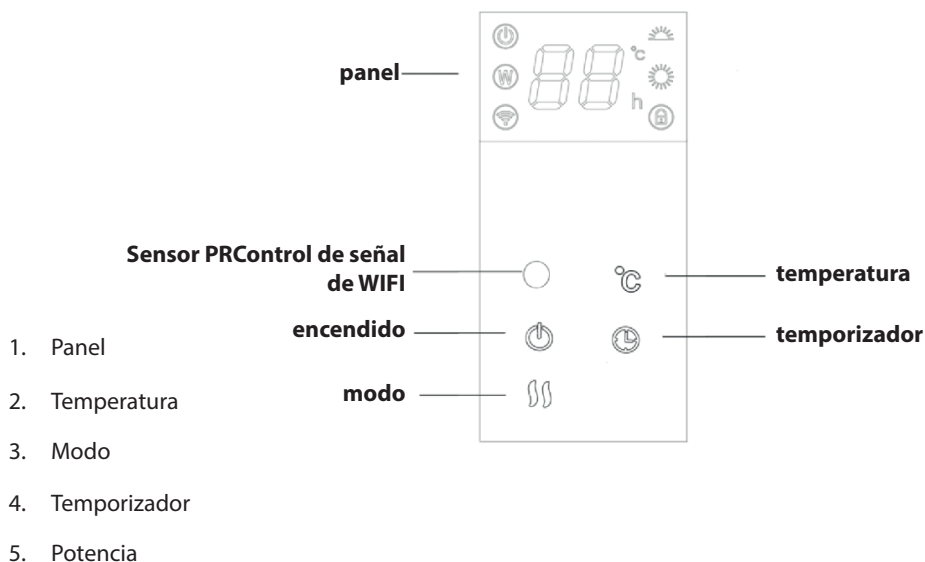 panel
W
88
°C
h
Sensor PRControl de señal
de WIFI
°C
temperatura
encendido
temporizador
modo
1. Panel
2. Temperatura
3. Modo
4. Temporizador
5. Potencia